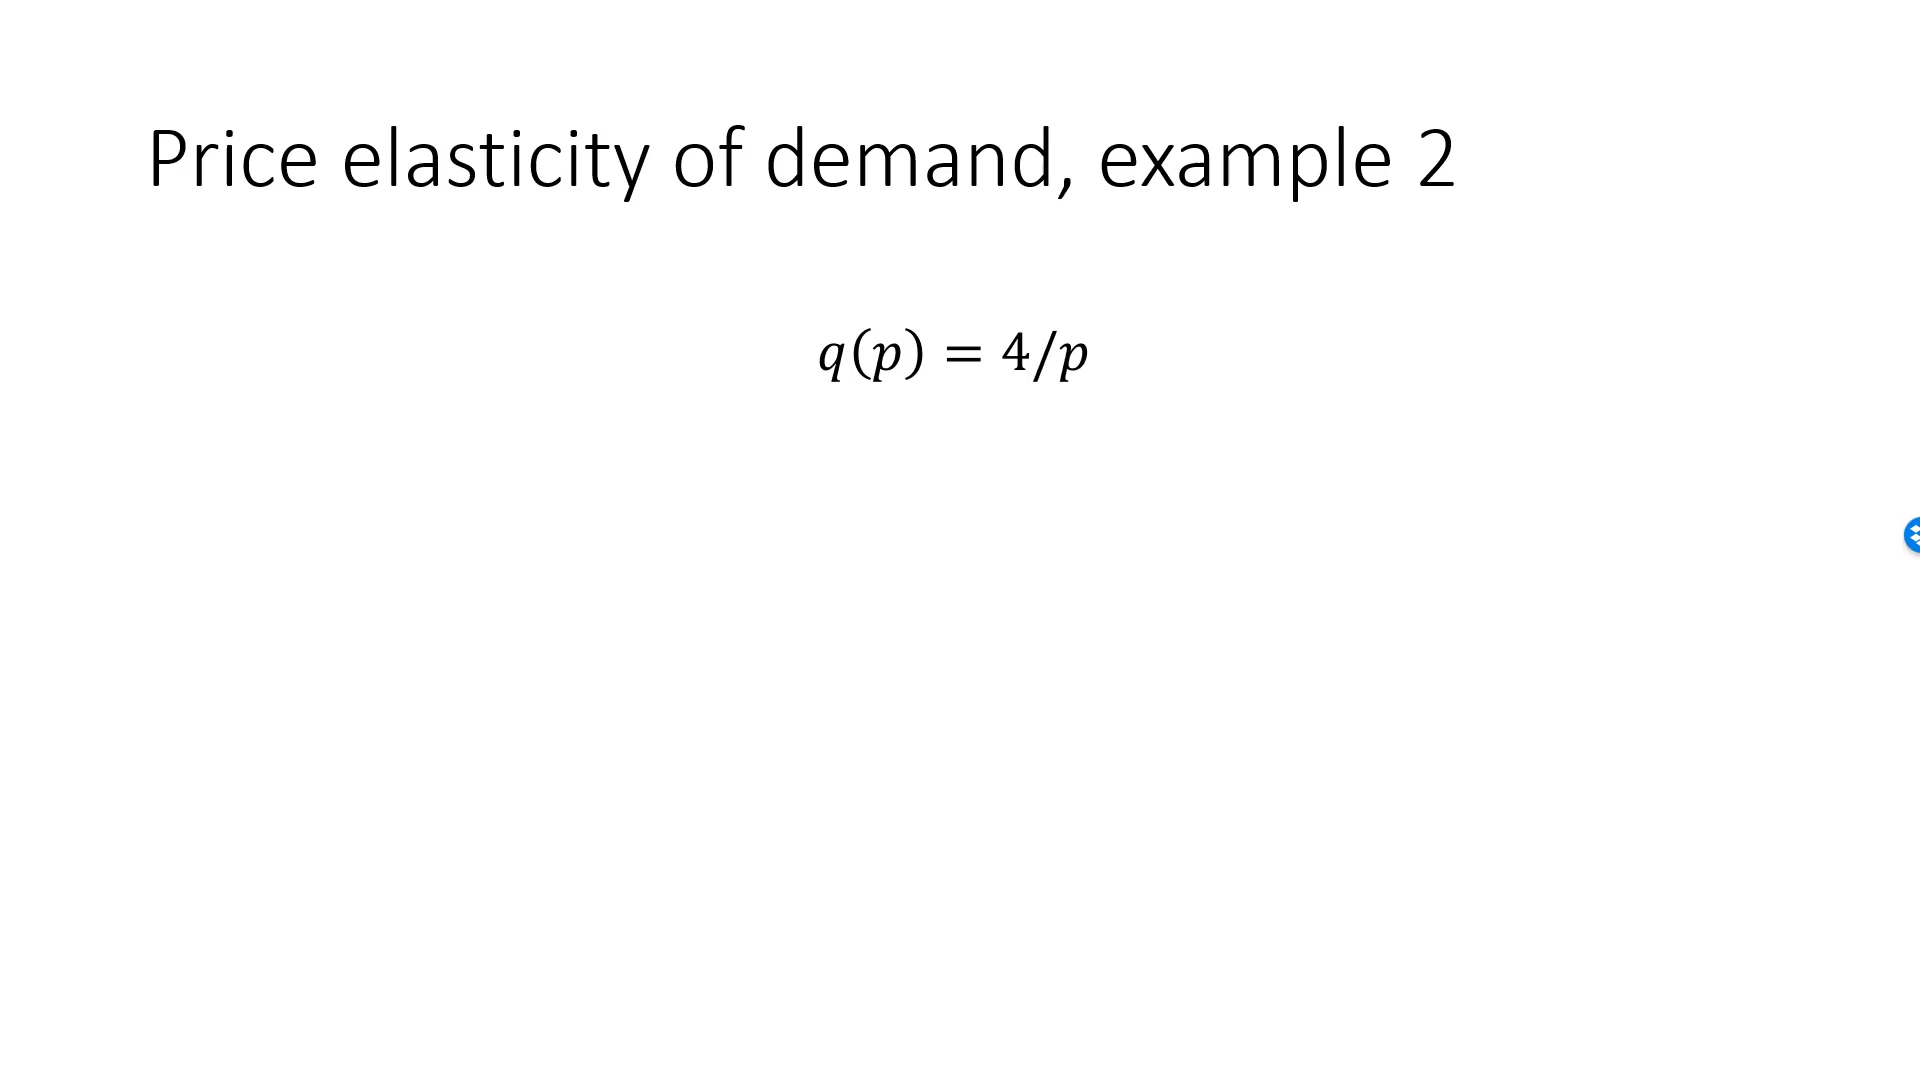 Price elasticity of demand, example 2
𝑞(𝑝) = 4/𝑝